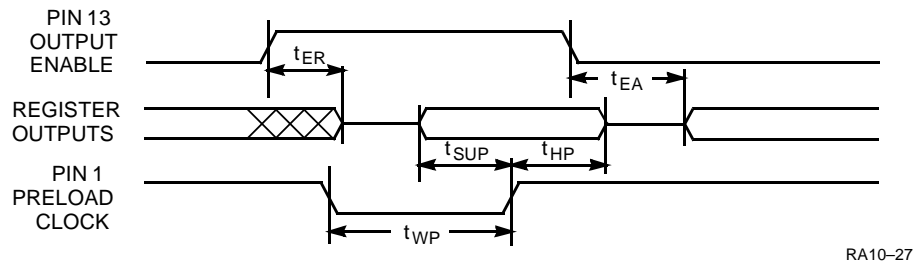 PIN 13
OUTPUT
ENABLE
tER
tEA
REGISTER
OUTPUTS
tSUP
tHP
PIN 1
PRELOAD
CLOCK
tWP
RA10–27